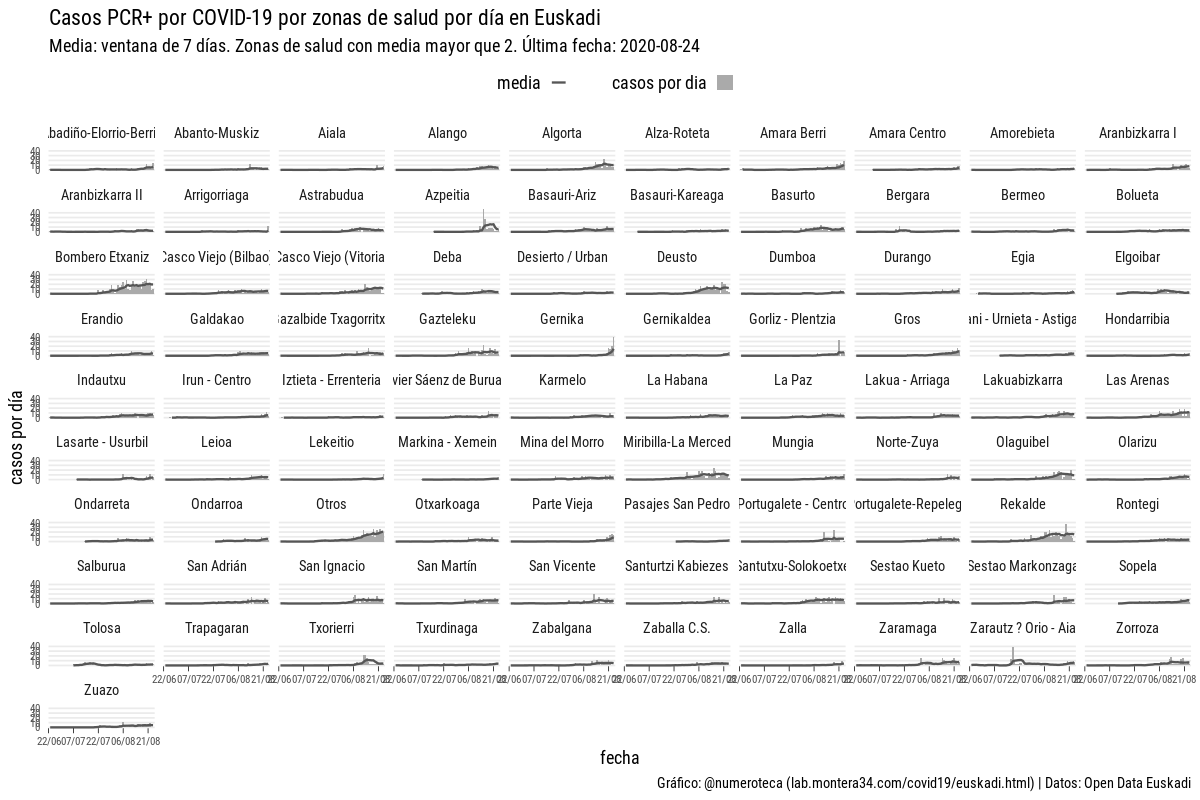 Casos PCR+ por COVID-19 por zonas de salud por día en Euskadi
Media: ventana de 7 días. Zonas de salud con media mayor que 2. Última fecha: 2020-08-24
media casos por dia
badiño-Elorrio-Berri Abanto-Muskiz Aiala Alango Algorta Alza-Roteta Amara Berri Amara Centro Amorebieta Aranbizkarra I
Aranbizkarra II Arrigorriaga Astrabudua Azpeitia Basauri-Ariz Basauri-Kareaga Basurto Bergara Bermeo Bolueta
Bombero Etxaniz Casco Viejo (Bilbao) Casco Viejo (Vitoria Deba Desierto / Urban Deusto Dumboa Durango Egia Elgoibar
Erandio Galdakao Gazalbide Txagorritx Gazteleku Gernika Gernikaldea Gorliz - Plentzia Gros ani - Urnieta - Astiga Hondarribia
Indautxu Irun - Centro Iztieta - Errenteria vier Sáenz de Burua Karmelo La Habana La Paz Lakua - Arriaga Lakuabizkarra Las Arenas
casos por día
Lasarte - Usurbil Leioa Lekeitio Markina - Xemein Mina del Morro Miribilla-La Merced Mungia Norte-Zuya Olaguibel Olarizu
Ondarreta Ondarroa Otros Otxarkoaga Parte Vieja Pasajes San Pedro Portugalete - Centro Portugalete-Repeleg Rekalde Rontegi
Salburua San Adrián San Ignacio San Martín San Vicente Santurtzi Kabiezes Santutxu-Solokoetxe Sestao Kueto Sestao Markonzaga Sopela
Tolosa Trapagaran Txorierri Txurdinaga Zabalgana Zaballa C.S. Zalla Zaramaga Zarautz ? Orio - Aia Zorroza
Zuazo
22/06 07/07 22/07 06/08 21/08
fecha
Gráfico: @numeroteca (lab.montera34.com/covid19/euskadi.html) | Datos: Open Data Euskadi